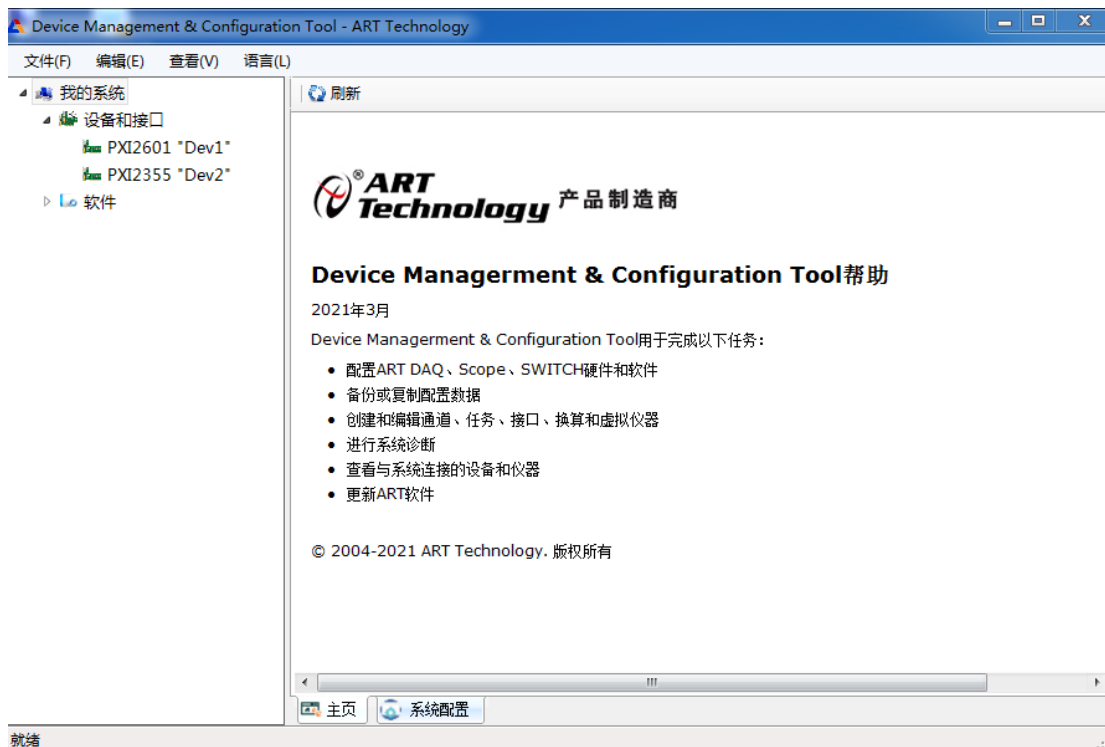 Device Management & Configuration Tool - ART Technology
文件(F) 编辑(E) 查看(V) 语言(L)
我的系统
设备和接口
PXI2601 "Dev1"
PXI2355 "Dev2"
软件
刷新
®ART
Technology 产品制造商
Device Managerment & Configuration Tool帮助
2021年3月
Device Managerment & Configuration Tool用于完成以下任务：
• 配置ART DAQ、Scope、SWITCH硬件和软件
• 备份或复制配置数据
• 创建和编辑通道、任务、接口、换算和虚拟仪器
• 进行系统诊断
• 查看与系统连接的设备和仪器
• 更新ART软件
© 2004-2021 ART Technology. 版权所有
主页 系统配置
就绪